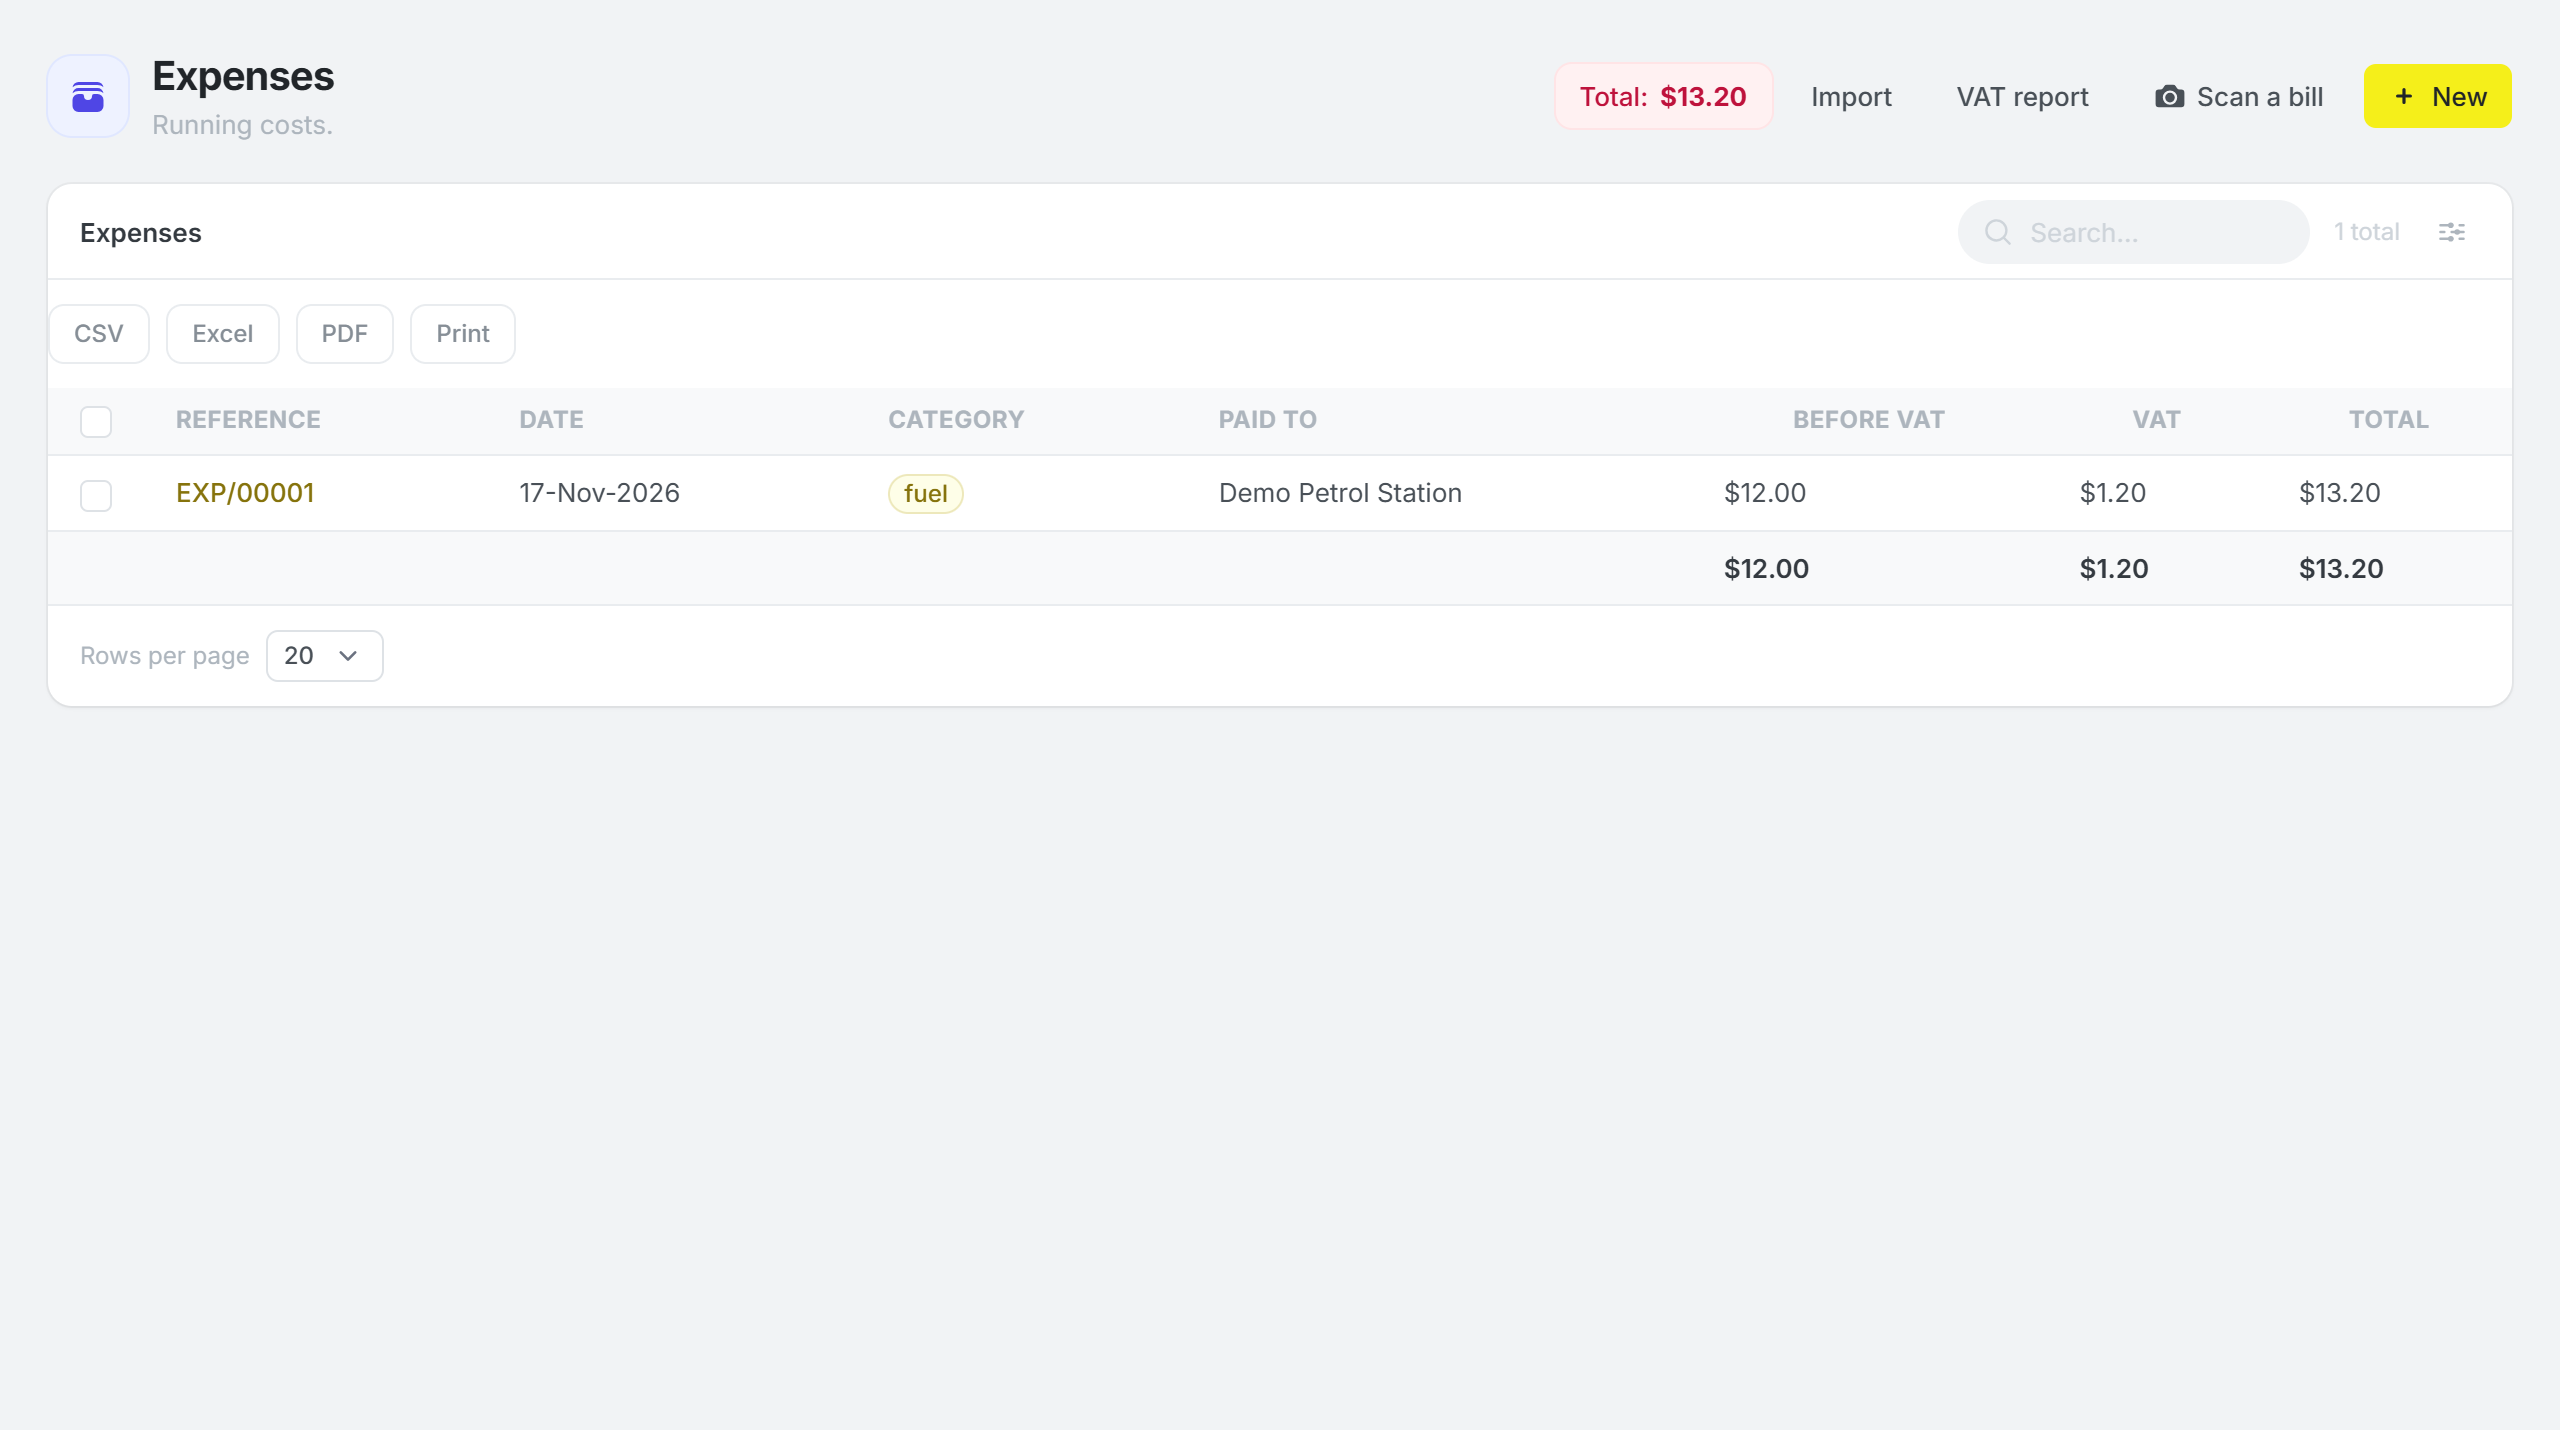 Expenses
Running costs.
Total: $13.20
Import
VAT report
Scan a bill
+ New
Expenses
Search...
1 total
CSV
Excel
PDF
Print
REFERENCE DATE CATEGORY PAID TO BEFORE VAT VAT TOTAL
EXP/00001 17-Nov-2026 fuel Demo Petrol Station $12.00 $1.20 $13.20
$12.00 $1.20 $13.20
Rows per page 20